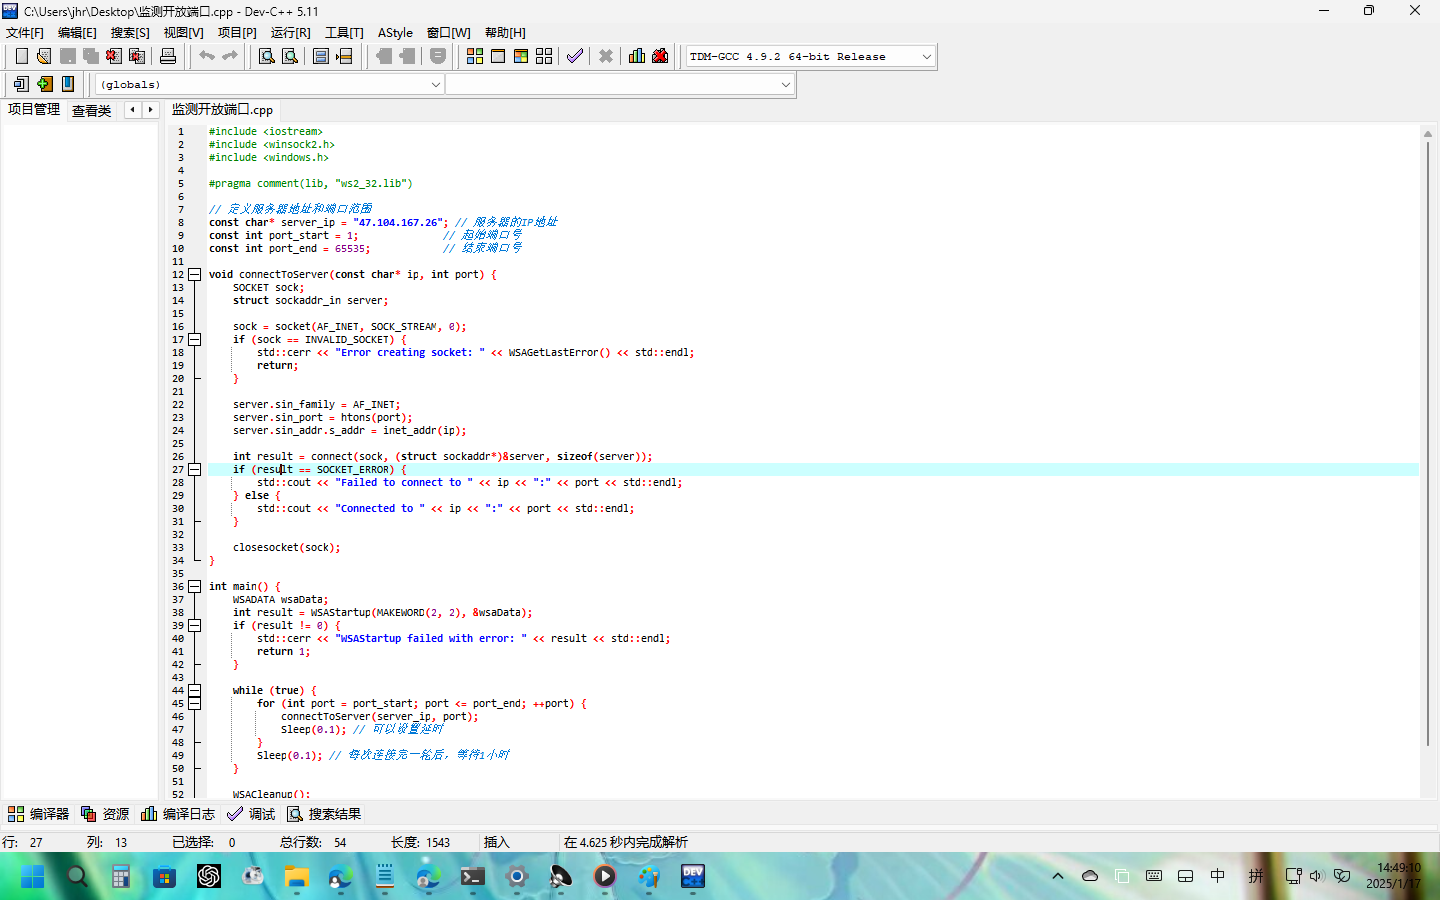 C:\Users\jhr\Desktop\监测开放端口.cpp - Dev-C++ 5.11
文件[F] 编辑[E] 搜索[S] 视图[V] 项目[P] 运行[R] 工具[T] AStyle 窗口[W] 帮助[H]
TDM-GCC 4.9.2 64-bit Release
(globals)
项目管理 查看类 监测开放端口.cpp
1 #include <iostream>
2 #include <winsock2.h>
3 #include <windows.h>
4
5 #pragma comment(lib, "ws2_32.lib")
6
7 // 定义服务器地址和端口范围
8 const char* server_ip = "47.104.167.26"; // 服务器的IP地址
9 const int port_start = 1; // 起始端口号
10 const int port_end = 65535; // 结束端口号
11
12 void connectToServer(const char* ip, int port) {
13 SOCKET sock;
14 struct sockaddr_in server;
15
16 sock = socket(AF_INET, SOCK_STREAM, 0);
17 if (sock == INVALID_SOCKET) {
18 std::cerr << "Error creating socket: " << WSAGetLastError() << std::endl;
19 return;
20 }
21
22 server.sin_family = AF_INET;
23 server.sin_port = htons(port);
24 server.sin_addr.s_addr = inet_addr(ip);
25
26 int result = connect(sock, (struct sockaddr*)&server, sizeof(server));
27 if (result == SOCKET_ERROR) {
28 std::cout << "Failed to connect to " << ip << ":" << port << std::endl;
29 } else {
30 std::cout << "Connected to " << ip << ":" << port << std::endl;
31 }
32
33 closesocket(sock);
34 }
35
36 int main() {
37 WSADATA wsaData;
38 int result = WSAStartup(MAKEWORD(2, 2), &wsaData);
39 if (result != 0) {
40 std::cerr << "WSAStartup failed with error: " << result << std::endl;
41 return 1;
42 }
43
44 while (true) {
45 for (int port = port_start; port <= port_end; ++port) {
46 connectToServer(server_ip, port);
47 Sleep(0.1); // 可以设置延时
48 }
49 Sleep(0.1); // 每次连接完一轮后，等待1小时
50 }
51
52 WSACleanup();
编译器 资源 编译日志 调试 搜索结果
行: 27 列: 13 已选择: 0 总行数: 54 长度: 1543 插入 在 4.625 秒内完成解析
DEV
中 拼
14:49:10
2025/1/17